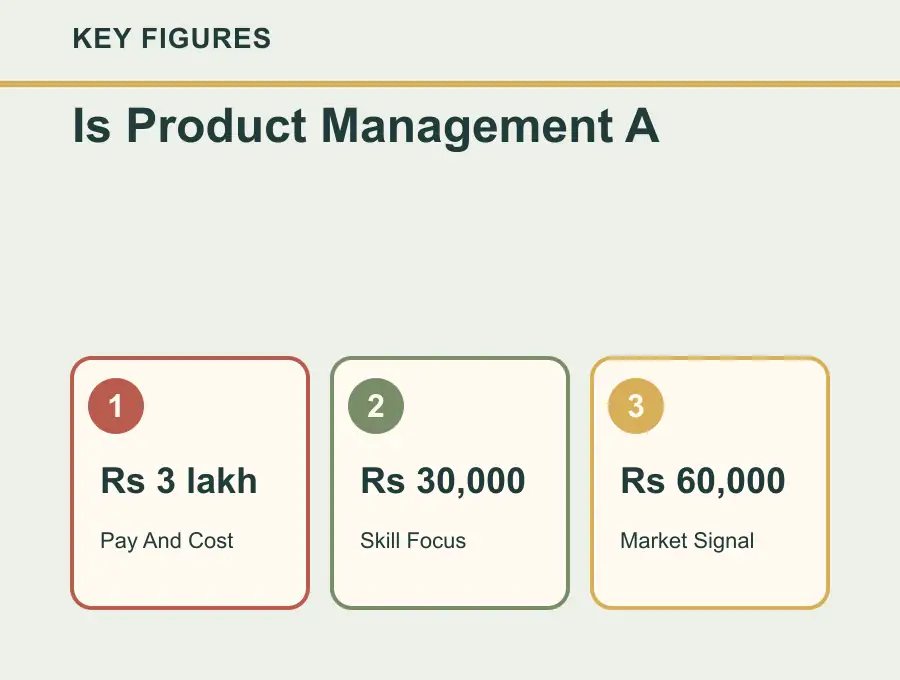 KEY FIGURES
Is Product Management A
1
2
3
Rs 3 lakh
Rs 30,000
Rs 60,000
Pay And Cost
Skill Focus
Market Signal